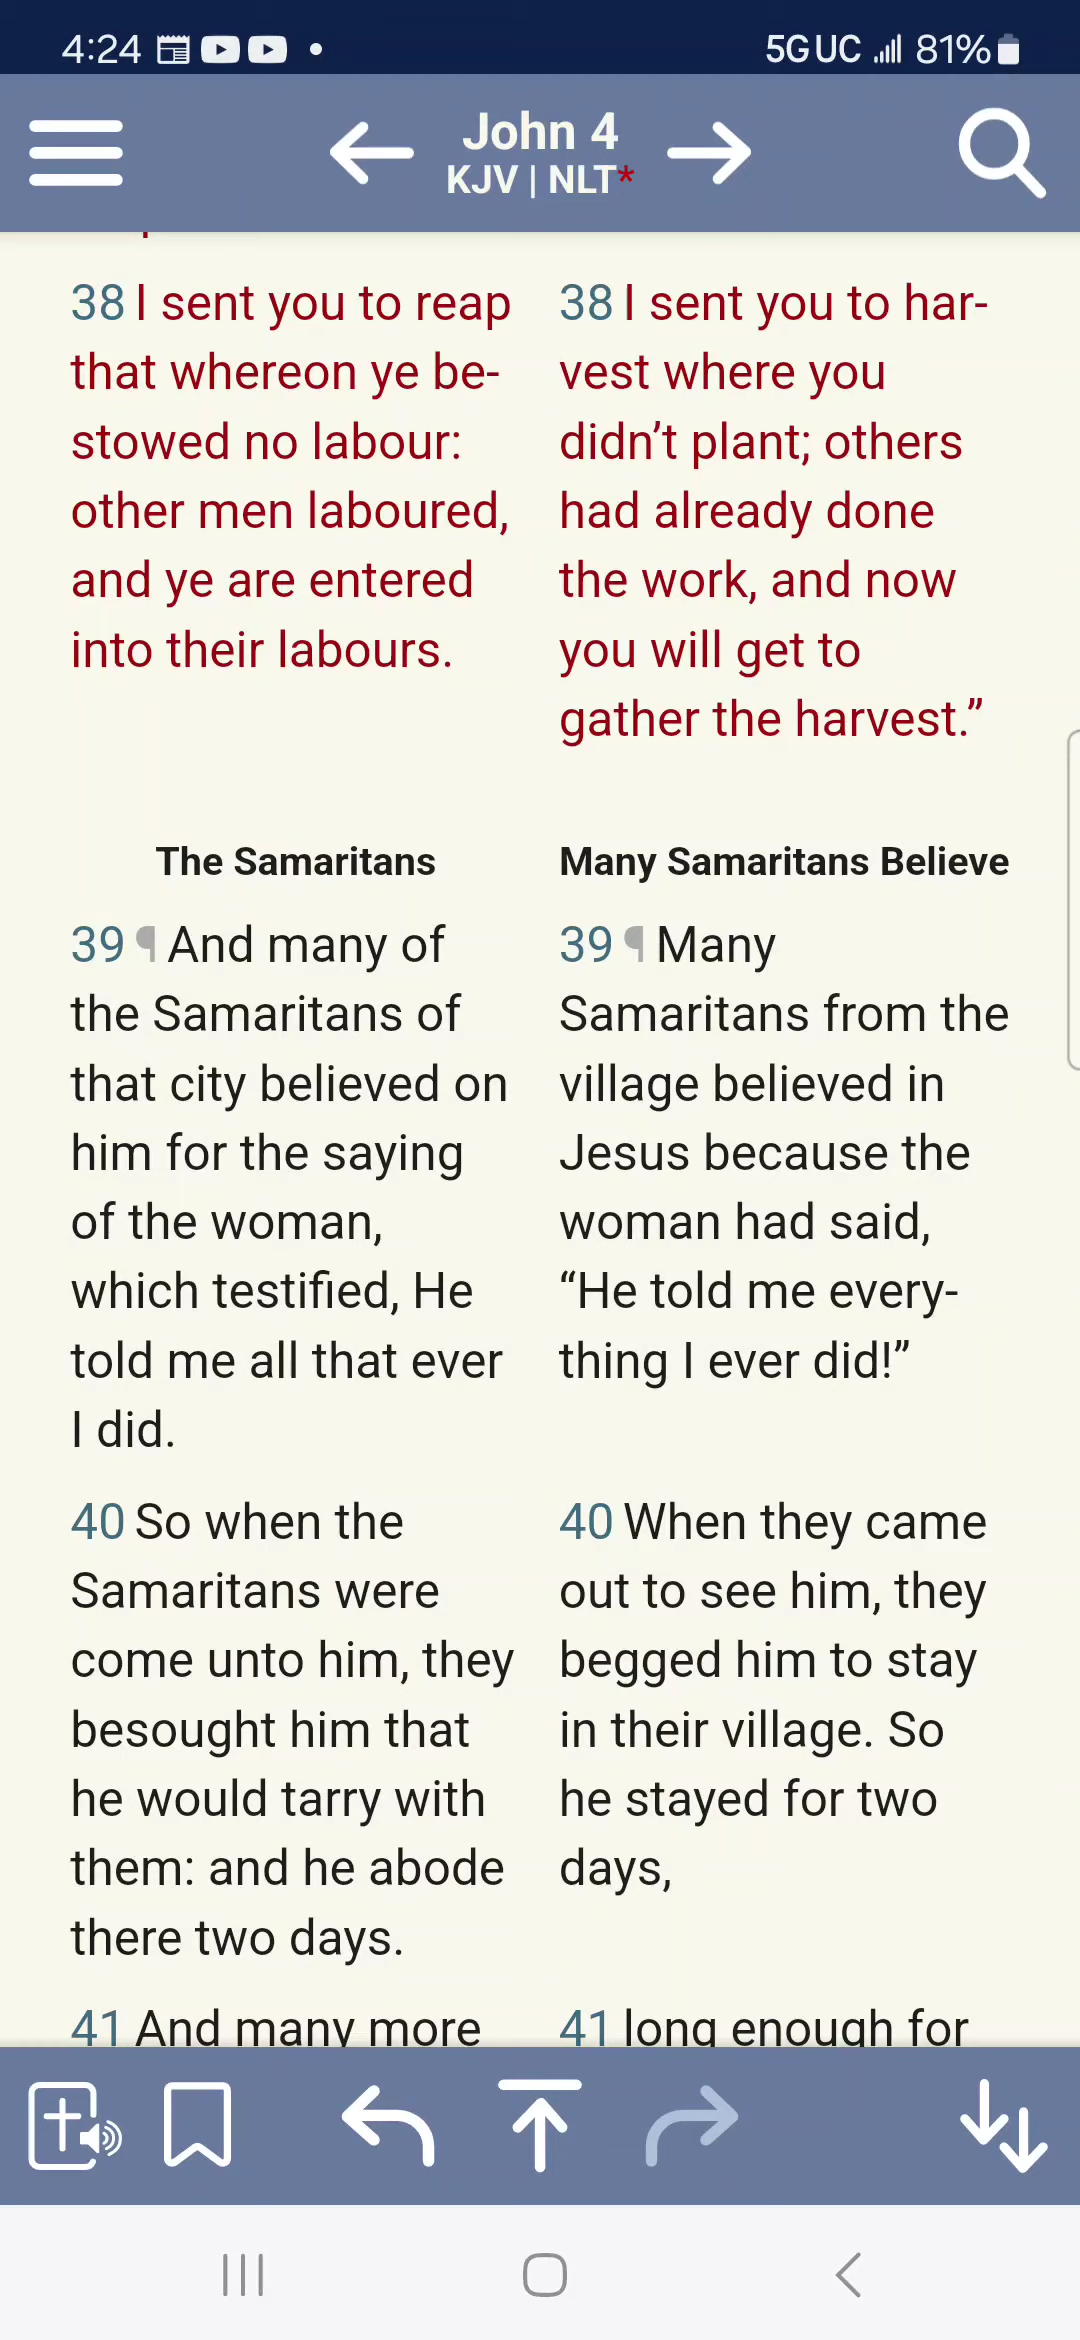 4:24
5G UC 81%
John 4
KJV | NLT*
38 I sent you to reap
that whereon ye be-
stowed no labour:
other men laboured,
and ye are entered
into their labours.
38 I sent you to har-
vest where you
didn’t plant; others
had already done
the work, and now
you will get to
gather the harvest.”
The Samaritans
39 ¶ And many of
the Samaritans of
that city believed on
him for the saying
of the woman,
which testified, He
told me all that ever
I did.
40 So when the
Samaritans were
come unto him, they
besought him that
he would tarry with
them: and he abode
there two days.
41 And many more
Many Samaritans Believe
39 ¶ Many
Samaritans from the
village believed in
Jesus because the
woman had said,
“He told me every-
thing I ever did!”
40 When they came
out to see him, they
begged him to stay
in their village. So
he stayed for two
days,
41 long enough for